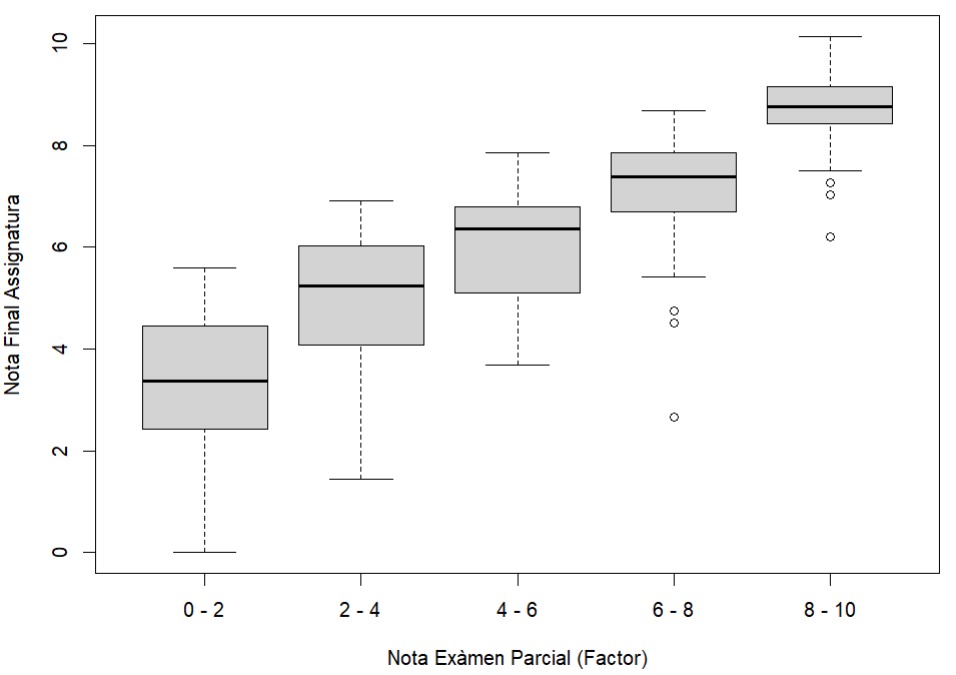 10
8
6
4
2
0
Nota Final Assignatura
0 - 2
2 - 4
4 - 6
6 - 8
8 - 10
Nota Exàmen Parcial (Factor)